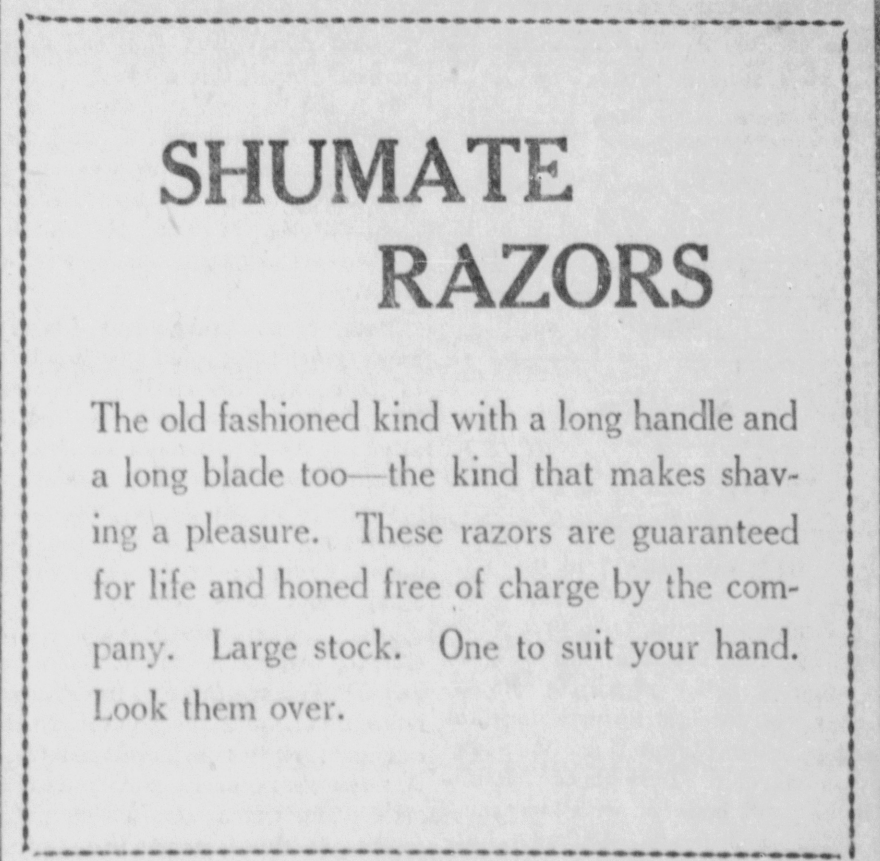 SHUMATE
RAZORS
The old fashioned kind with a long handle and
a long blade too—the kind that makes shav-
ing a pleasure. These razors are guaranteed
for life and honed free of charge by the com-
pany. Large stock. One to suit your hand.
Look them over.